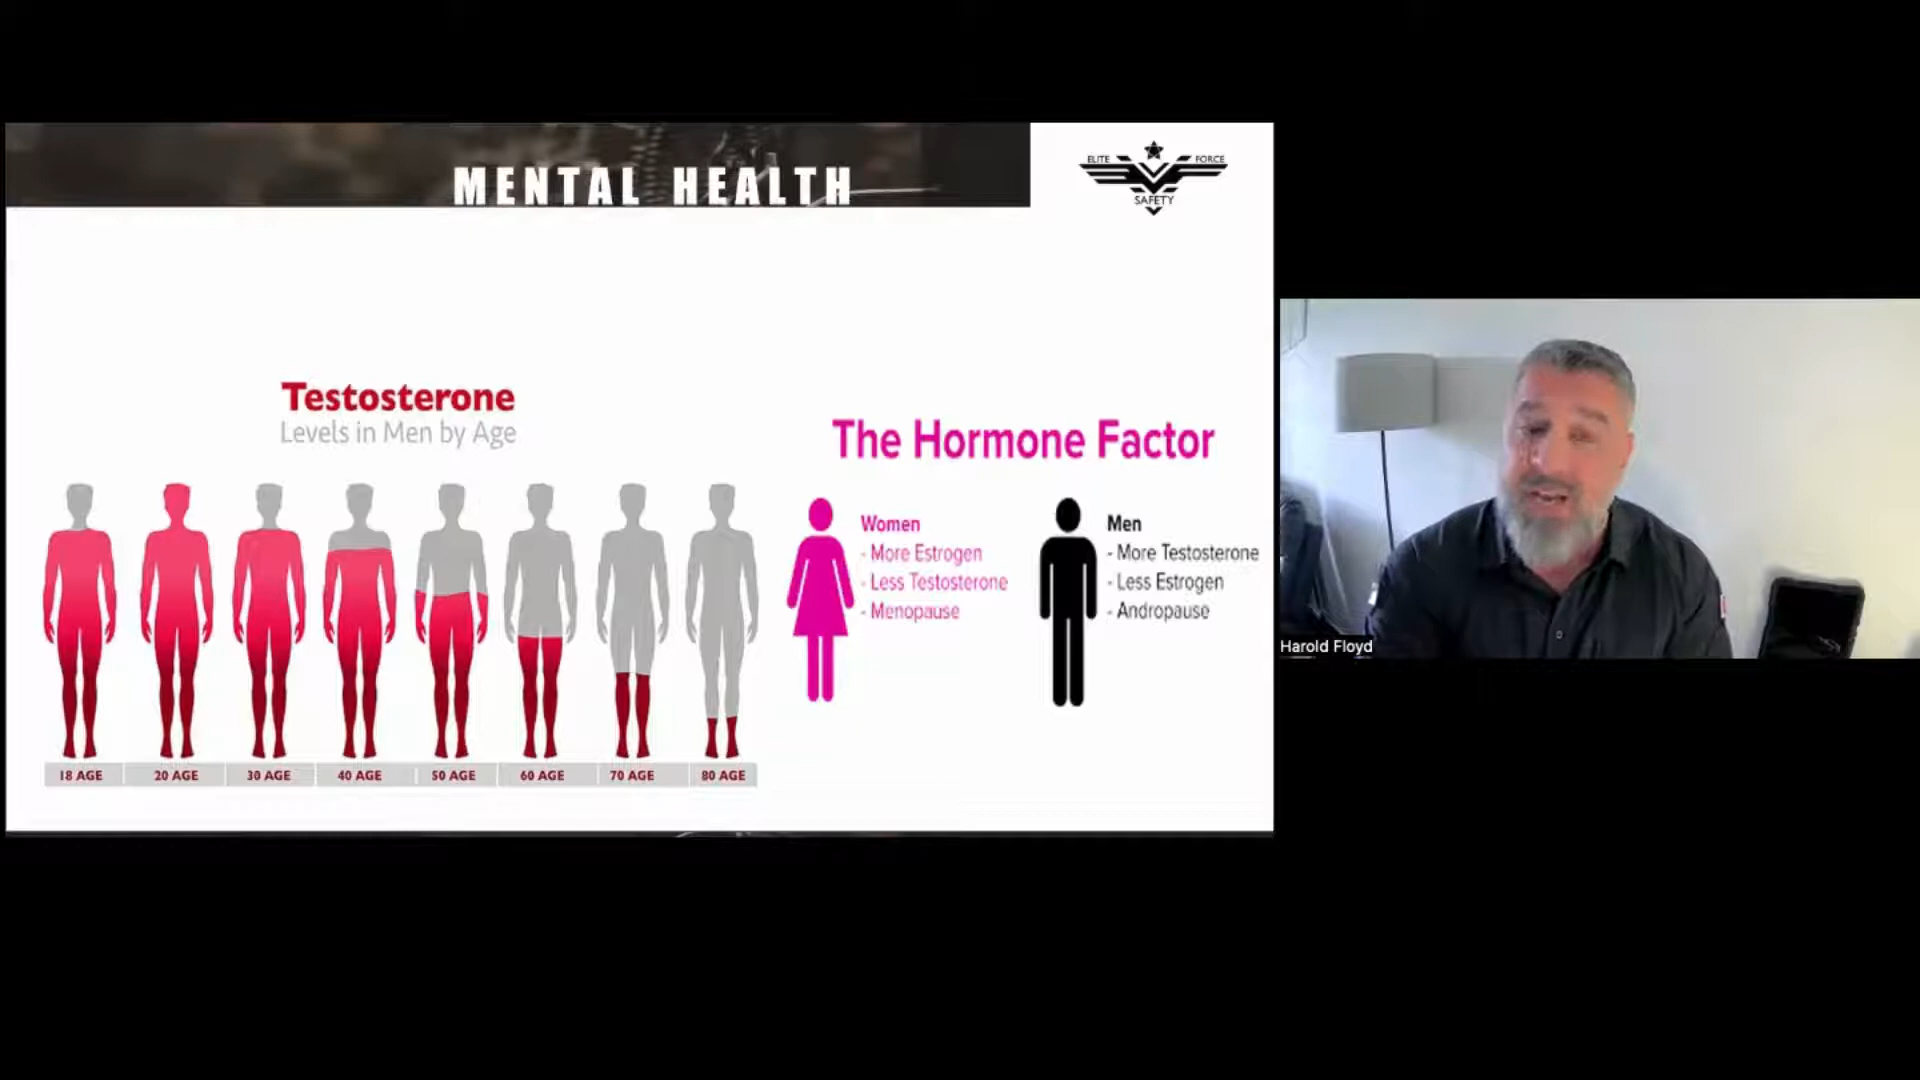 MENTAL HEALTH
ELITE FORCE
SAFETY
Testosterone
Levels in Men by Age
18 AGE
20 AGE
30 AGE
40 AGE
50 AGE
60 AGE
70 AGE
80 AGE
The Hormone Factor
Women
- More Estrogen
- Less Testosterone
- Menopause
Men
- More Testosterone
- Less Estrogen
- Andropause
Harold Floyd